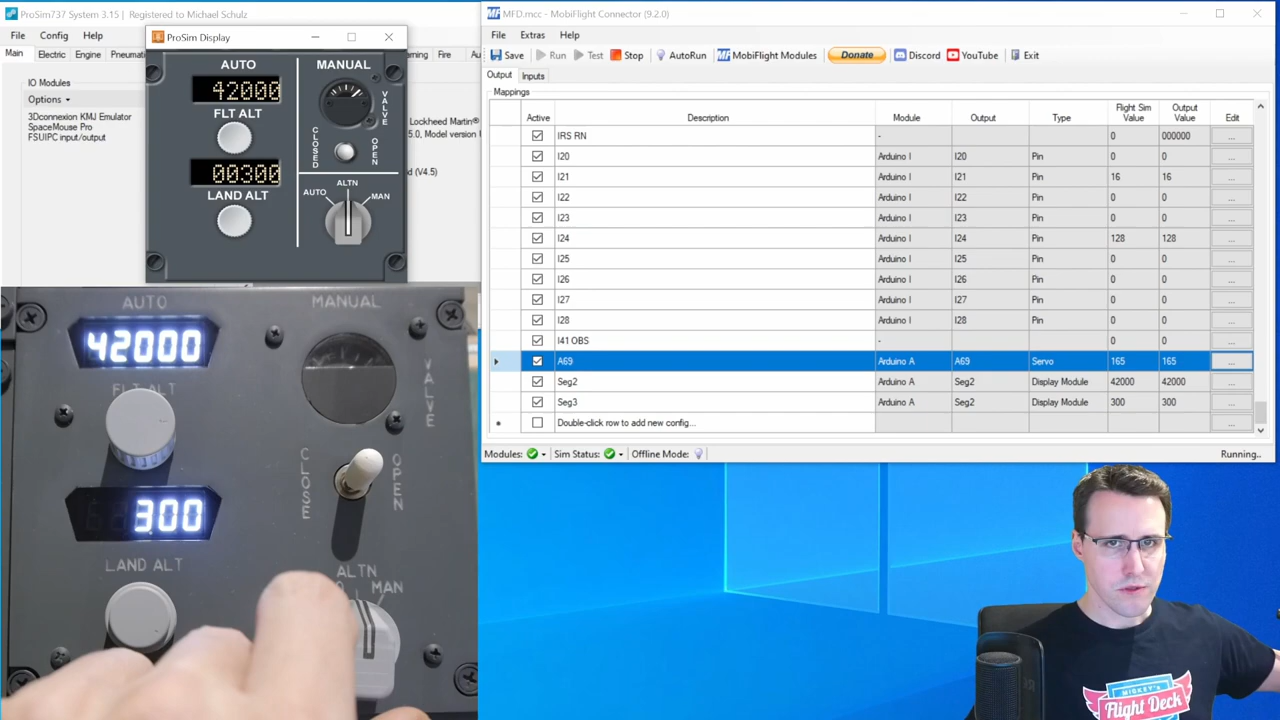 ProSim737 System 3.15 | Registered to Michael Schulz
File Config Help
Main Electric Engine Pneumat
Fire Au
IO Modules
Options
3Dconnexion KMJ Emulator
SpaceMouse Pro
FSUIPC input/output
Lockheed Martin®
5.0, Model version
d (V4.5)
ProSim Display
AUTO MANUAL
42000
FLT ALT
VALVE
CLOSED
OPEN
00300
LAND ALT
ALTN
AUTO MAN
MFD.mcc - MobiFlight Connector (9.2.0)
File Extras Help
Save Run Test Stop AutoRun MobiFlight Modules Donate Discord YouTube Exit
Output Inputs
Mappings
Active Description Module Output Type Flight Sim Value Output Value Edit
IRS RN - 0 000000 ...
I20 Arduino I I20 Pin 0 0 ...
I21 Arduino I I21 Pin 16 16 ...
I22 Arduino I I22 Pin 0 0 ...
I23 Arduino I I23 Pin 0 0 ...
I24 Arduino I I24 Pin 128 128 ...
I25 Arduino I I25 Pin 0 0 ...
I26 Arduino I I26 Pin 0 0 ...
I27 Arduino I I27 Pin 0 0 ...
I28 Arduino I I28 Pin 0 0 ...
I41 OBS - 0 0 ...
A69 Arduino A A69 Servo 165 165 ...
Seg2 Arduino A Seg2 Display Module 42000 42000 ...
Seg3 Arduino A Seg2 Display Module 300 300 ...
Double-click row to add new config... ...
Modules: Sim Status: Offline Mode: Running..
AUTO MANUAL
42000
FLT ALT
VALVE
CLOSE
OPEN
3.00
LAND ALT
ALTN
MAN
MICKEY'S
Flight Deck